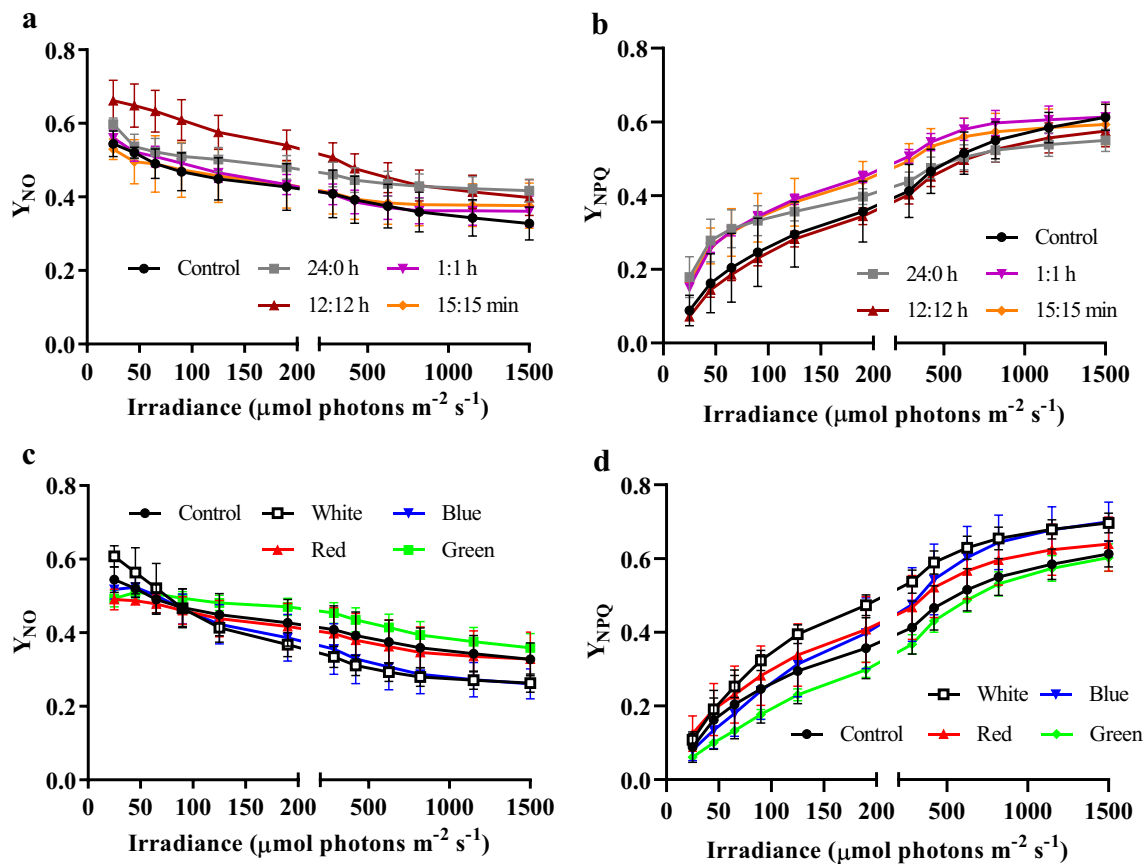 a
Y_NO
0.8
0.6
0.4
0.2
0.0
Control 24:0 h 1:1 h
12:12 h 15:15 min
0 50 100 150 200 500 1000 1500
Irradiance (μmol photons m⁻² s⁻¹)
b
Y_NPQ
0.8
0.6
0.4
0.2
0.0
Control
24:0 h 1:1 h
12:12 h 15:15 min
0 50 100 150 200 500 1000 1500
Irradiance (μmol photons m⁻² s⁻¹)
c
Y_NO
0.8
0.6
0.4
0.2
0.0
Control White Blue
Red Green
0 50 100 150 200 500 1000 1500
Irradiance (μmol photons m⁻² s⁻¹)
d
Y_NPQ
0.8
0.6
0.4
0.2
0.0
White Blue
Control Red Green
0 50 100 150 200 500 1000 1500
Irradiance (μmol photons m⁻² s⁻¹)